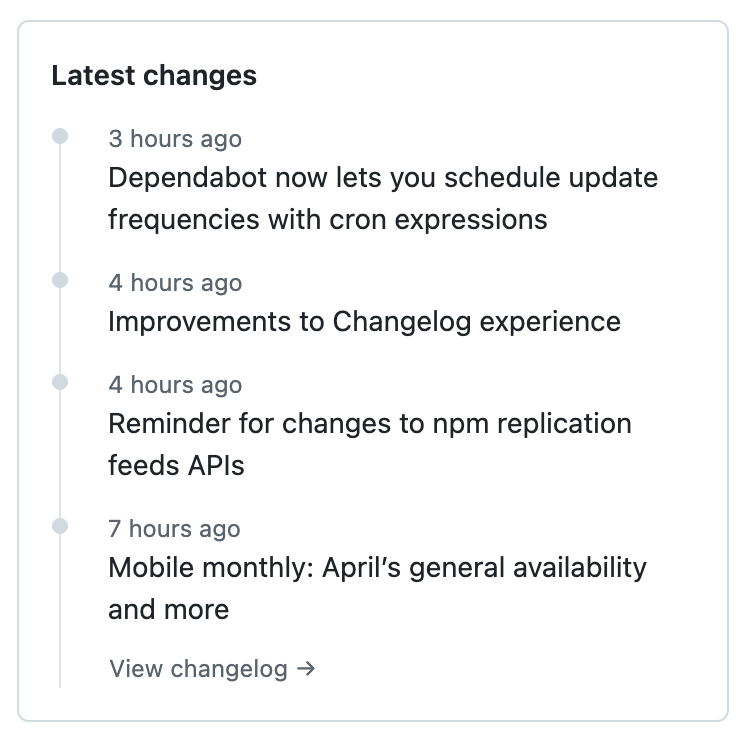 Latest changes
3 hours ago
Dependabot now lets you schedule update
frequencies with cron expressions
4 hours ago
Improvements to Changelog experience
4 hours ago
Reminder for changes to npm replication
feeds APIs
7 hours ago
Mobile monthly: April’s general availability
and more
View changelog →